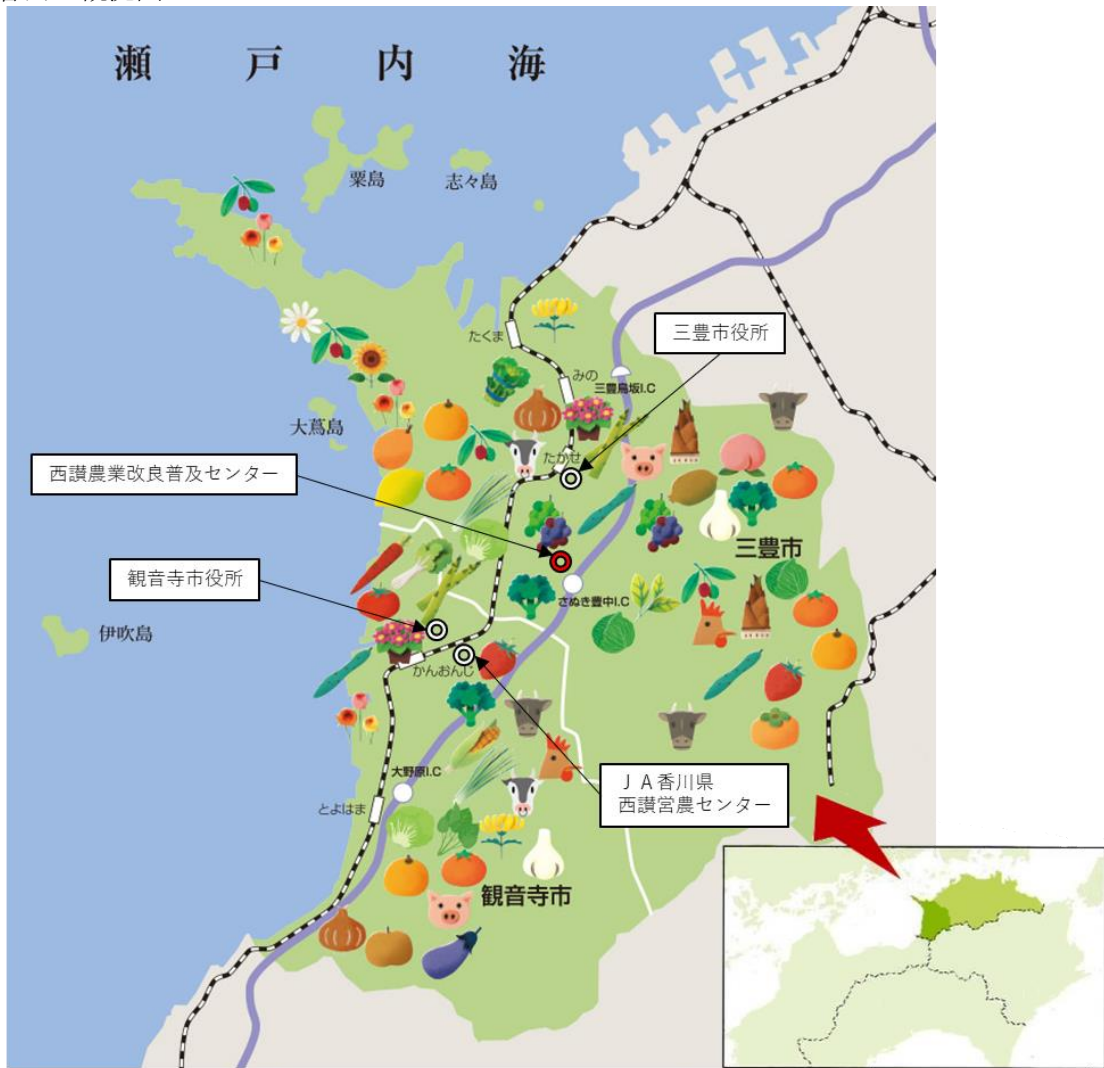 瀬戸内海
粟島
志々島
たくま
三豊市役所
みの
三豊鳥坂I.C
大蔦島
たかせ
西讃農業改良普及センター
三豊市
観音寺市役所
さぬき豊中I.C
伊吹島
かんおんじ
大野原I.C
ＪＡ香川県
西讃営農センター
とよはま
観音寺市